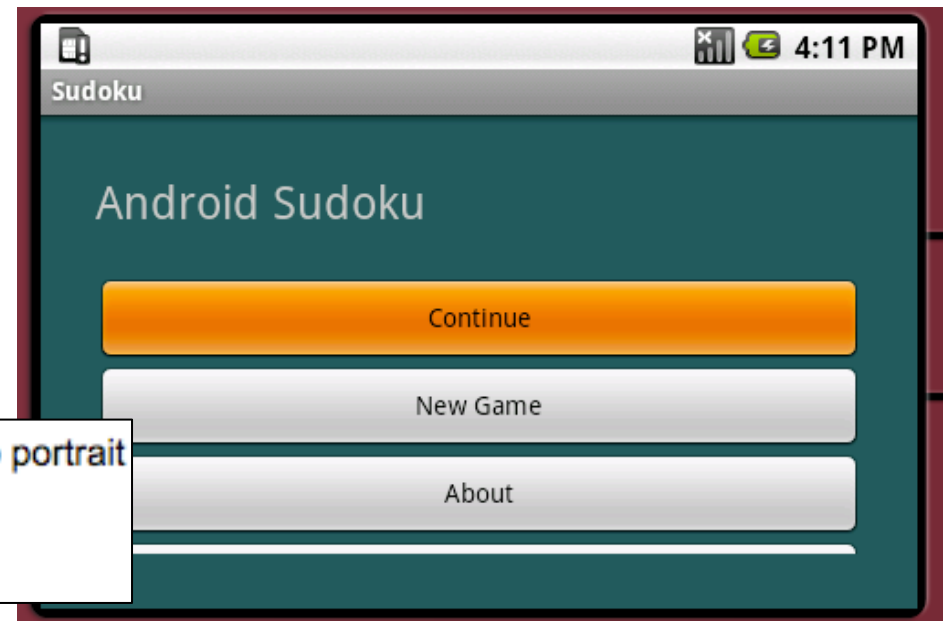 4:11 PM
Sudoku
Android Sudoku
Continue
New Game
portrait
About